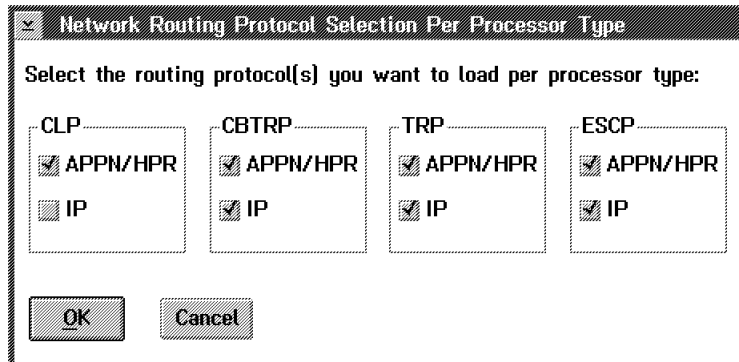 Network Routing Protocol Selection Per Processor Type
Select the routing protocol(s) you want to load per processor type:
CLP CBTRP TRP ESCP
APPN/HPR APPN/HPR APPN/HPR APPN/HPR
IP IP IP IP
OK Cancel